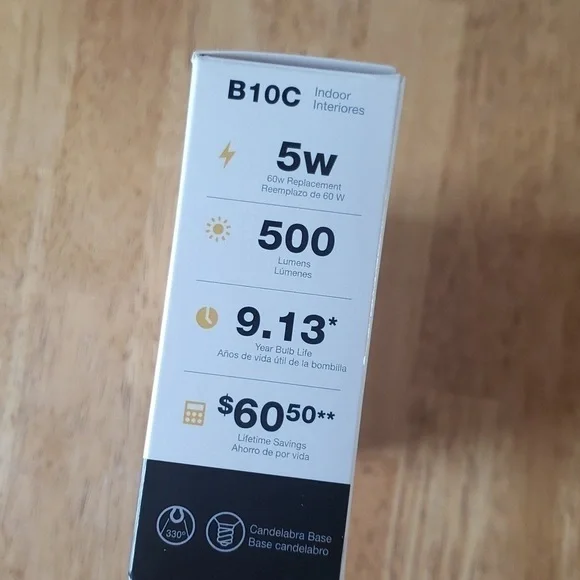 B10C Indoor
Interiores
5w
60w Replacement
Reemplazo de 60 W
500
Lumens
Lúmenes
9.13*
Year Bulb Life
Años de vida útil de la bombilla
$6050**
Lifetime Savings
Ahorro de por vida
330°
Candelabra Base
Base candelabro